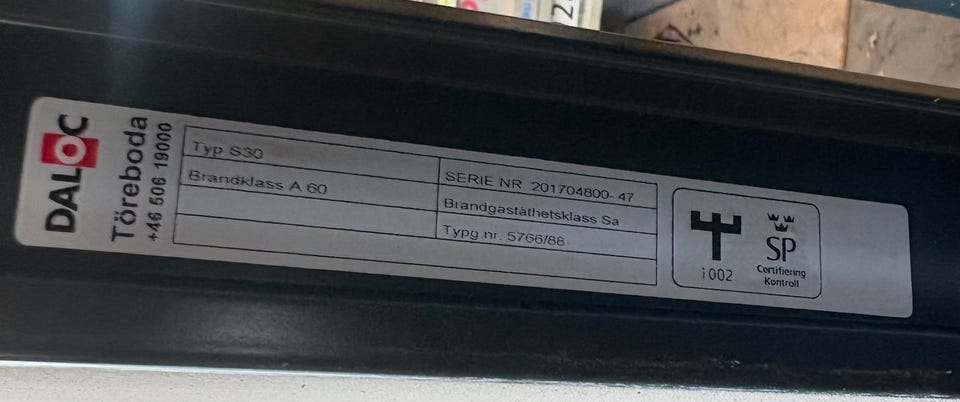 DALOC
Töreboda
+46 506 19000
Typ S30
Brandklass A 60
SERIE NR 201704800-47
Brandgastäthetsklass Sa
Typg.nr. 5766/88
1002
SP
Certifiering
Kontroll